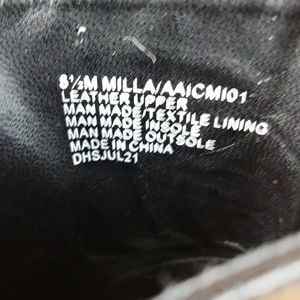 8½M MILLA/AAICMI01
LEATHER UPPER
MAN MADE/TEXTILE LINING
MAN MADE INSOLE
MAN MADE OUTSOLE
MADE IN CHINA
DHSJUL21